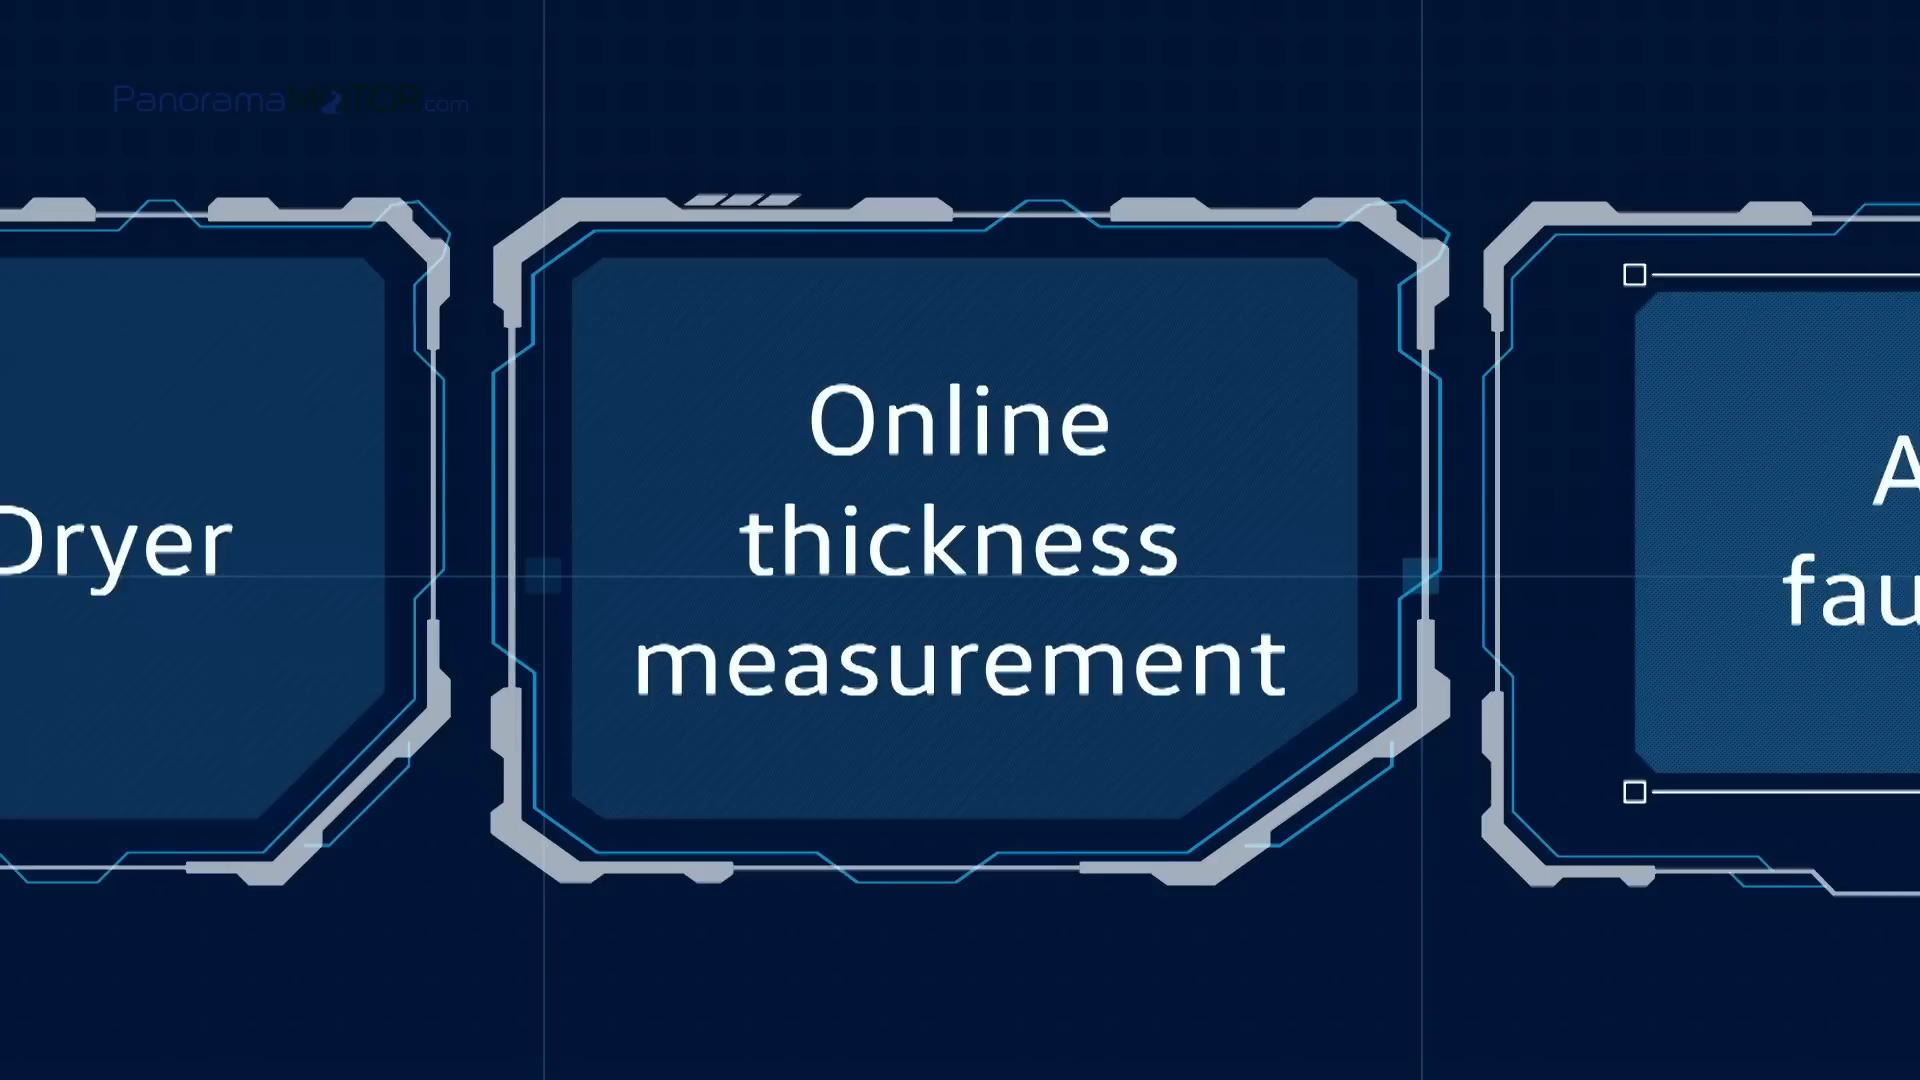 PanoramaMOTOR.com
Dryer
Online
thickness
measurement
A
fau